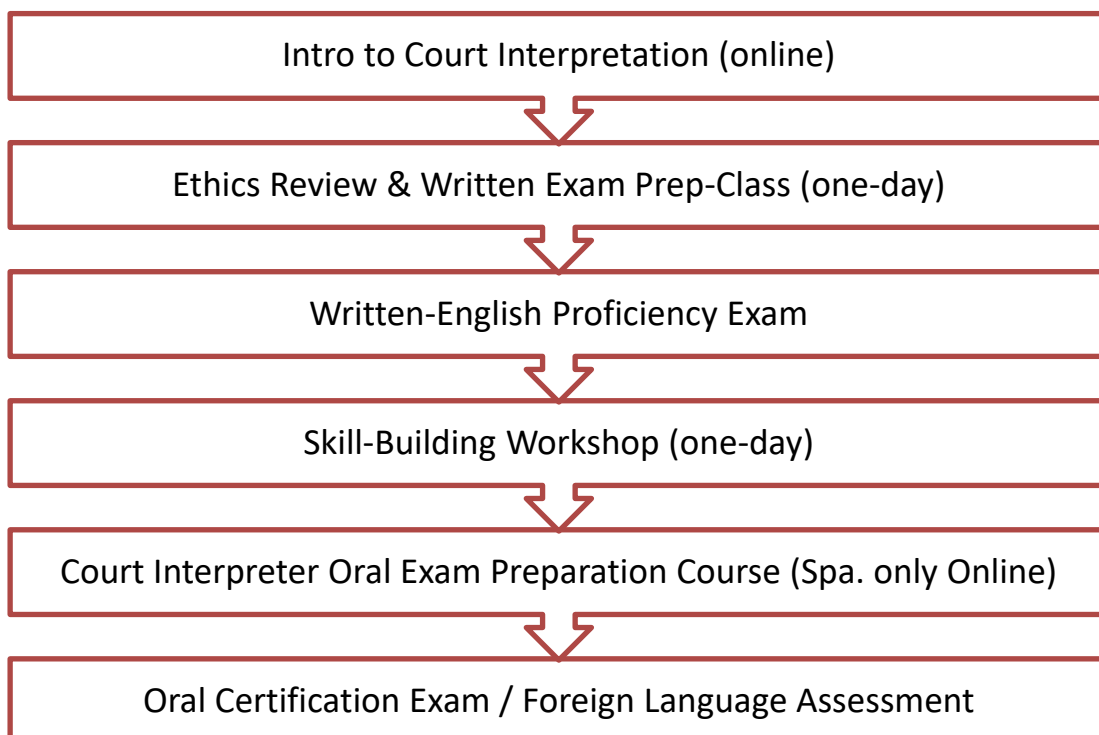 Intro to Court Interpretation (online)
Ethics Review & Written Exam Prep-Class (one-day)
Written-English Proficiency Exam
Skill-Building Workshop (one-day)
Court Interpreter Oral Exam Preparation Course (Spa. only Online)
Oral Certification Exam / Foreign Language Assessment